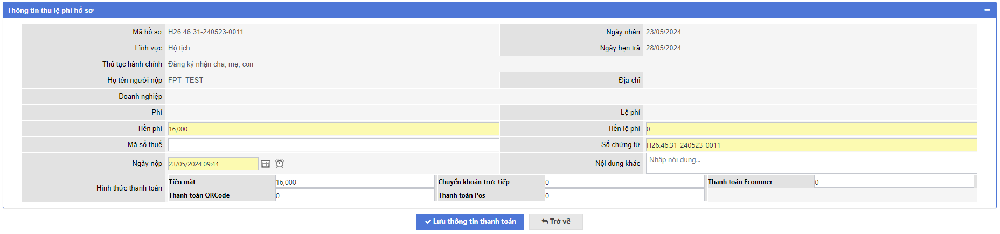 Thông tin thu lệ phí hồ sơ
Mã hồ sơ H26.46.31-240523-0011 Ngày nhận 23/05/2024
Lĩnh vực Hộ tịch Ngày hẹn trả 28/05/2024
Thủ tục hành chính Đăng ký nhận cha, mẹ, con
Họ tên người nộp FPT_TEST Địa chỉ
Doanh nghiệp
Phí Lệ phí
Tiền phí 16,000 Tiền lệ phí 0
Mã số thuế Số chứng từ H26.46.31-240523-0011
Ngày nộp 23/05/2024 09:44 Nội dung khác Nhập nội dung...
Hình thức thanh toán
Tiền mặt 16,000 Chuyển khoản trực tiếp 0 Thanh toán Ecommer 0
Thanh toán QRCode 0 Thanh toán Pos 0
Lưu thông tin thanh toán Trở về